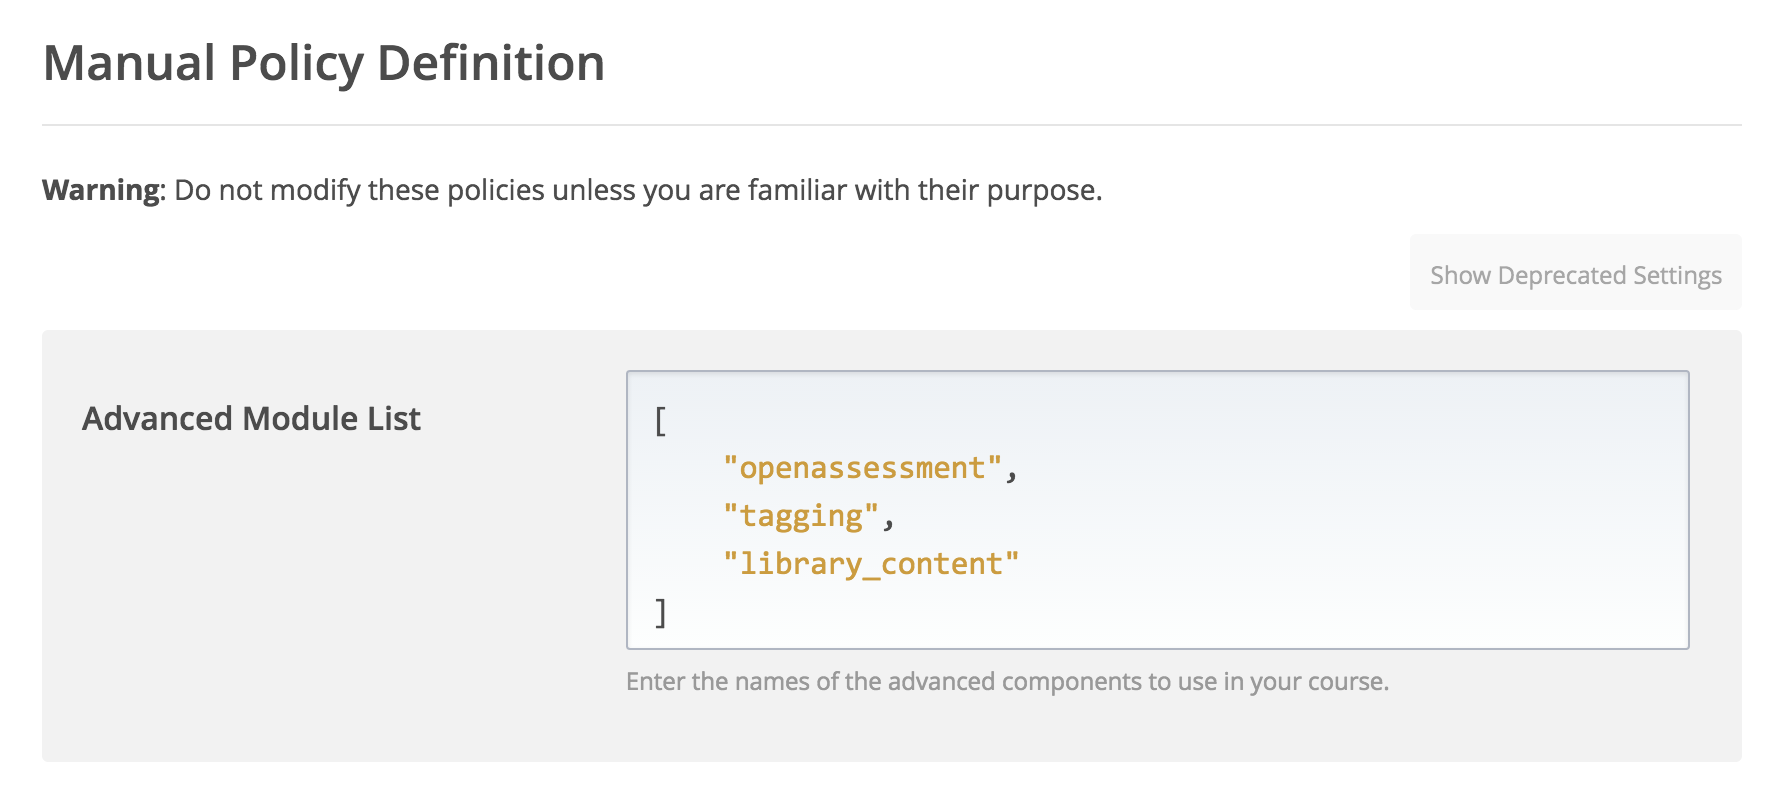 Manual Policy Definition
Warning: Do not modify these policies unless you are familiar with their purpose.
Show Deprecated Settings
Advanced Module List
[
    "openassessment",
    "tagging",
    "library_content"
]
Enter the names of the advanced components to use in your course.